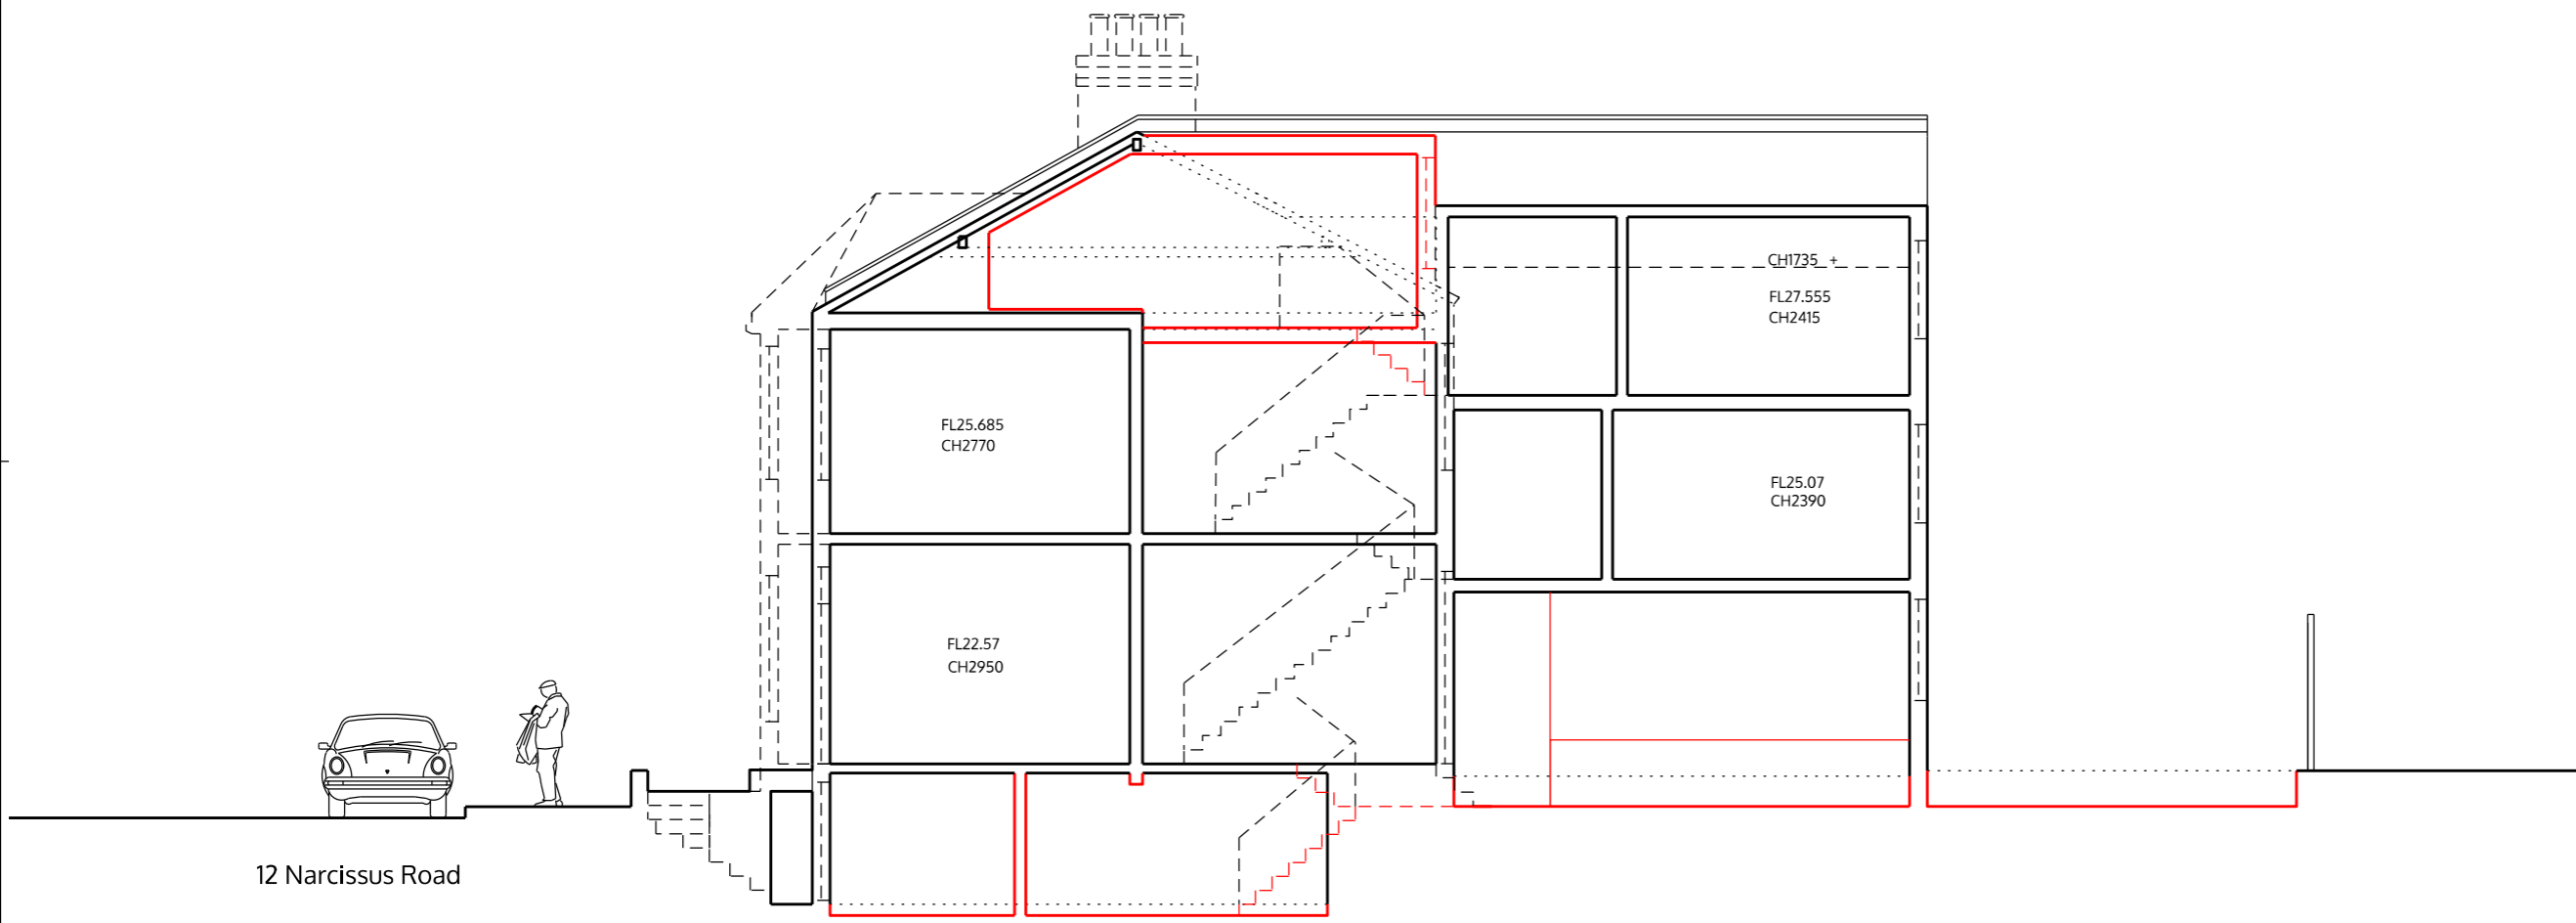 CH1735 +
FL27.555
CH2415
FL25.685
CH2770
FL25.07
CH2390
FL22.57
CH2950
12 Narcissus Road